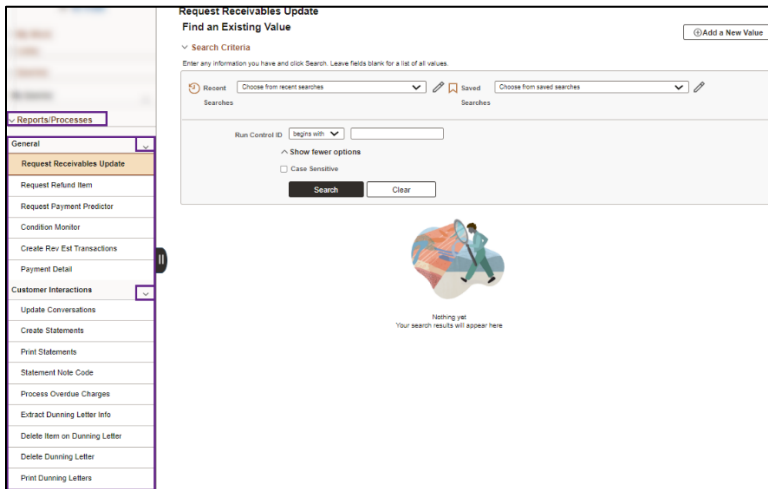 Request Receivables Update
Find an Existing Value
Add a New Value
Search Criteria
Enter any information you have and click Search. Leave fields blank for a list of all values.
Recent Searches
Choose from recent searches
Saved Searches
Choose from saved searches
Run Control ID
begins with
Show fewer options
Case Sensitive
Search
Clear
Nothing yet
Your search results will appear here
Reports/Processes
General
Request Receivables Update
Request Refund Item
Request Payment Predictor
Condition Monitor
Create Rev Est Transactions
Payment Detail
Customer Interactions
Update Conversations
Create Statements
Print Statements
Statement Note Code
Process Overdue Charges
Extract Dunning Letter Info
Delete Item on Dunning Letter
Delete Dunning Letter
Print Dunning Letters